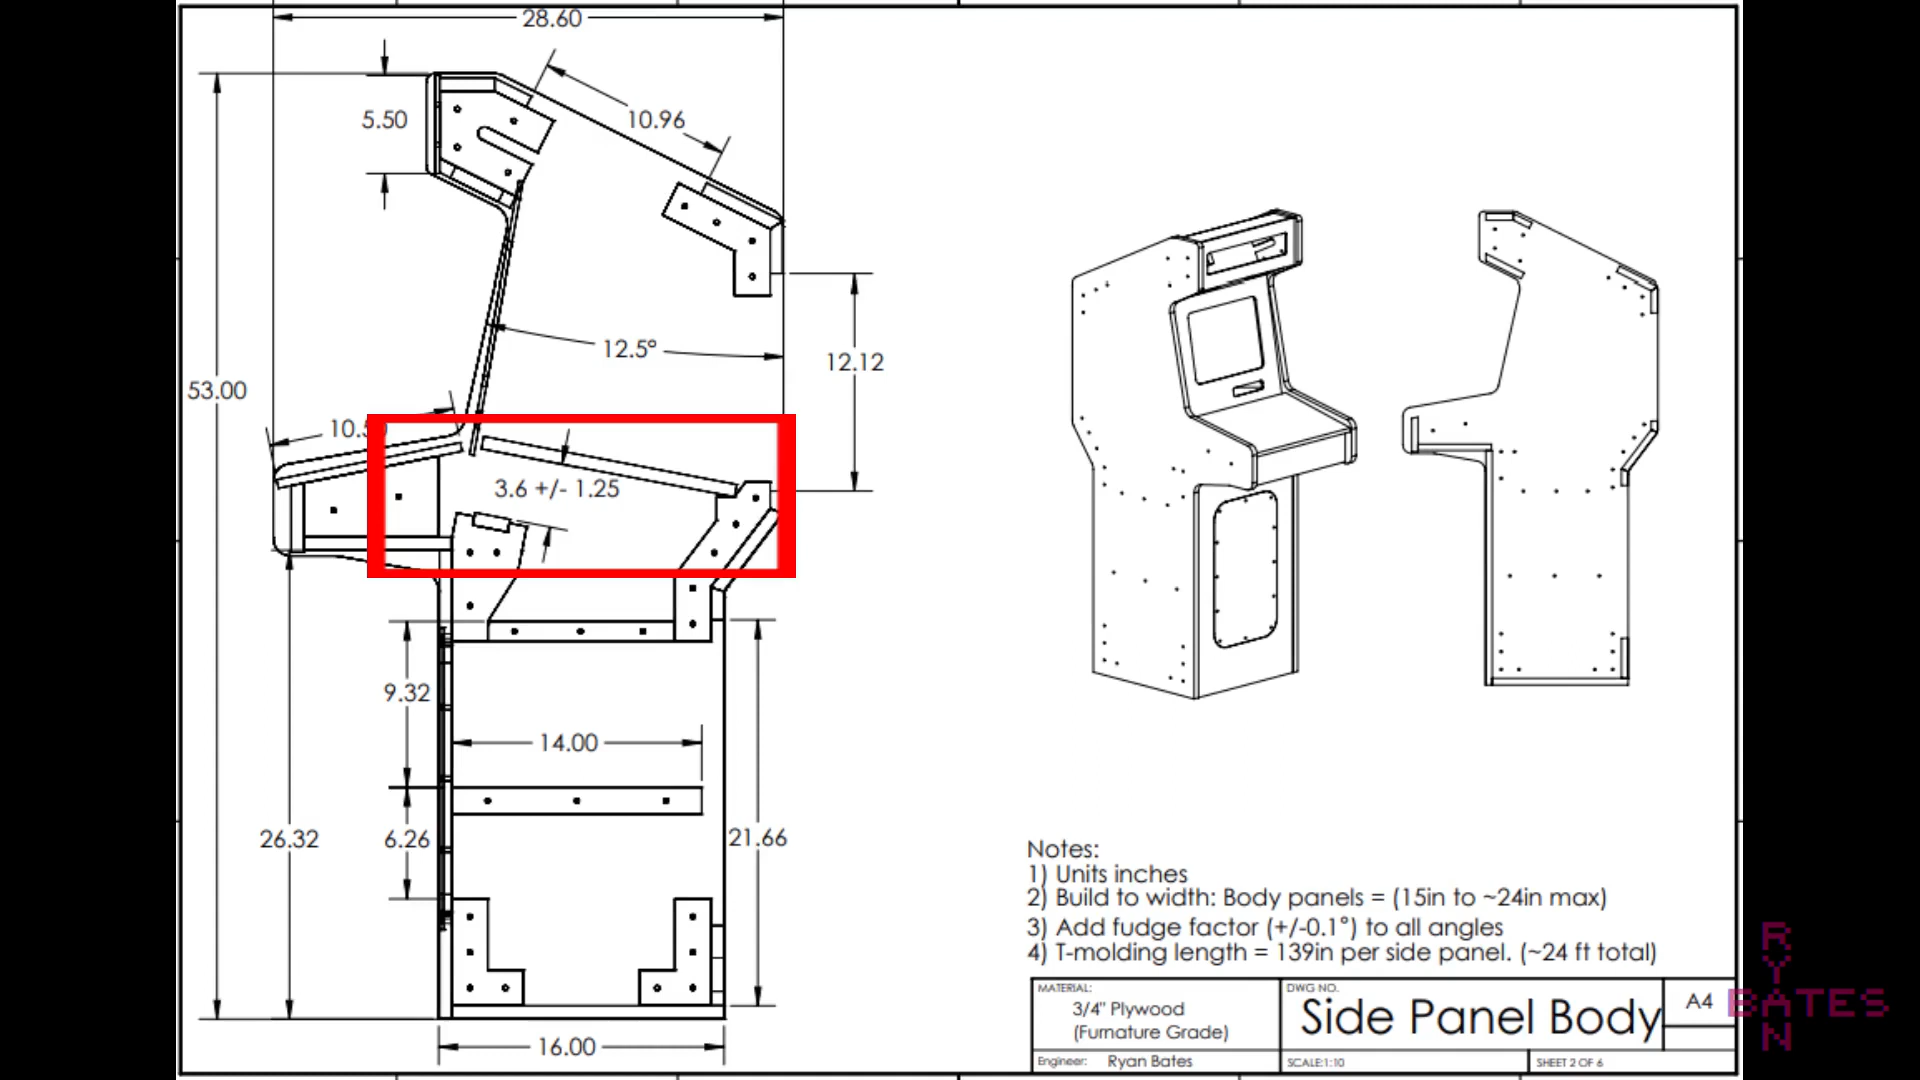 28.60
5.50
10.96
12.5°
12.12
53.00
3.6 +/- 1.25
9.32
14.00
26.32
6.26
21.66
16.00
Notes:
1) Units inches
2) Build to width: Body panels = (15in to ~24in max)
3) Add fudge factor (+/-0.1°) to all angles
4) T-molding length = 139in per side panel. (~24 ft total)
MATERIAL:
3/4" Plywood
(Furnature Grade)
DWG NO.
Side Panel Body
A4
Engineer: Ryan Bates
SCALE:1:10
SHEET 2 OF 6
RYAN
BATES